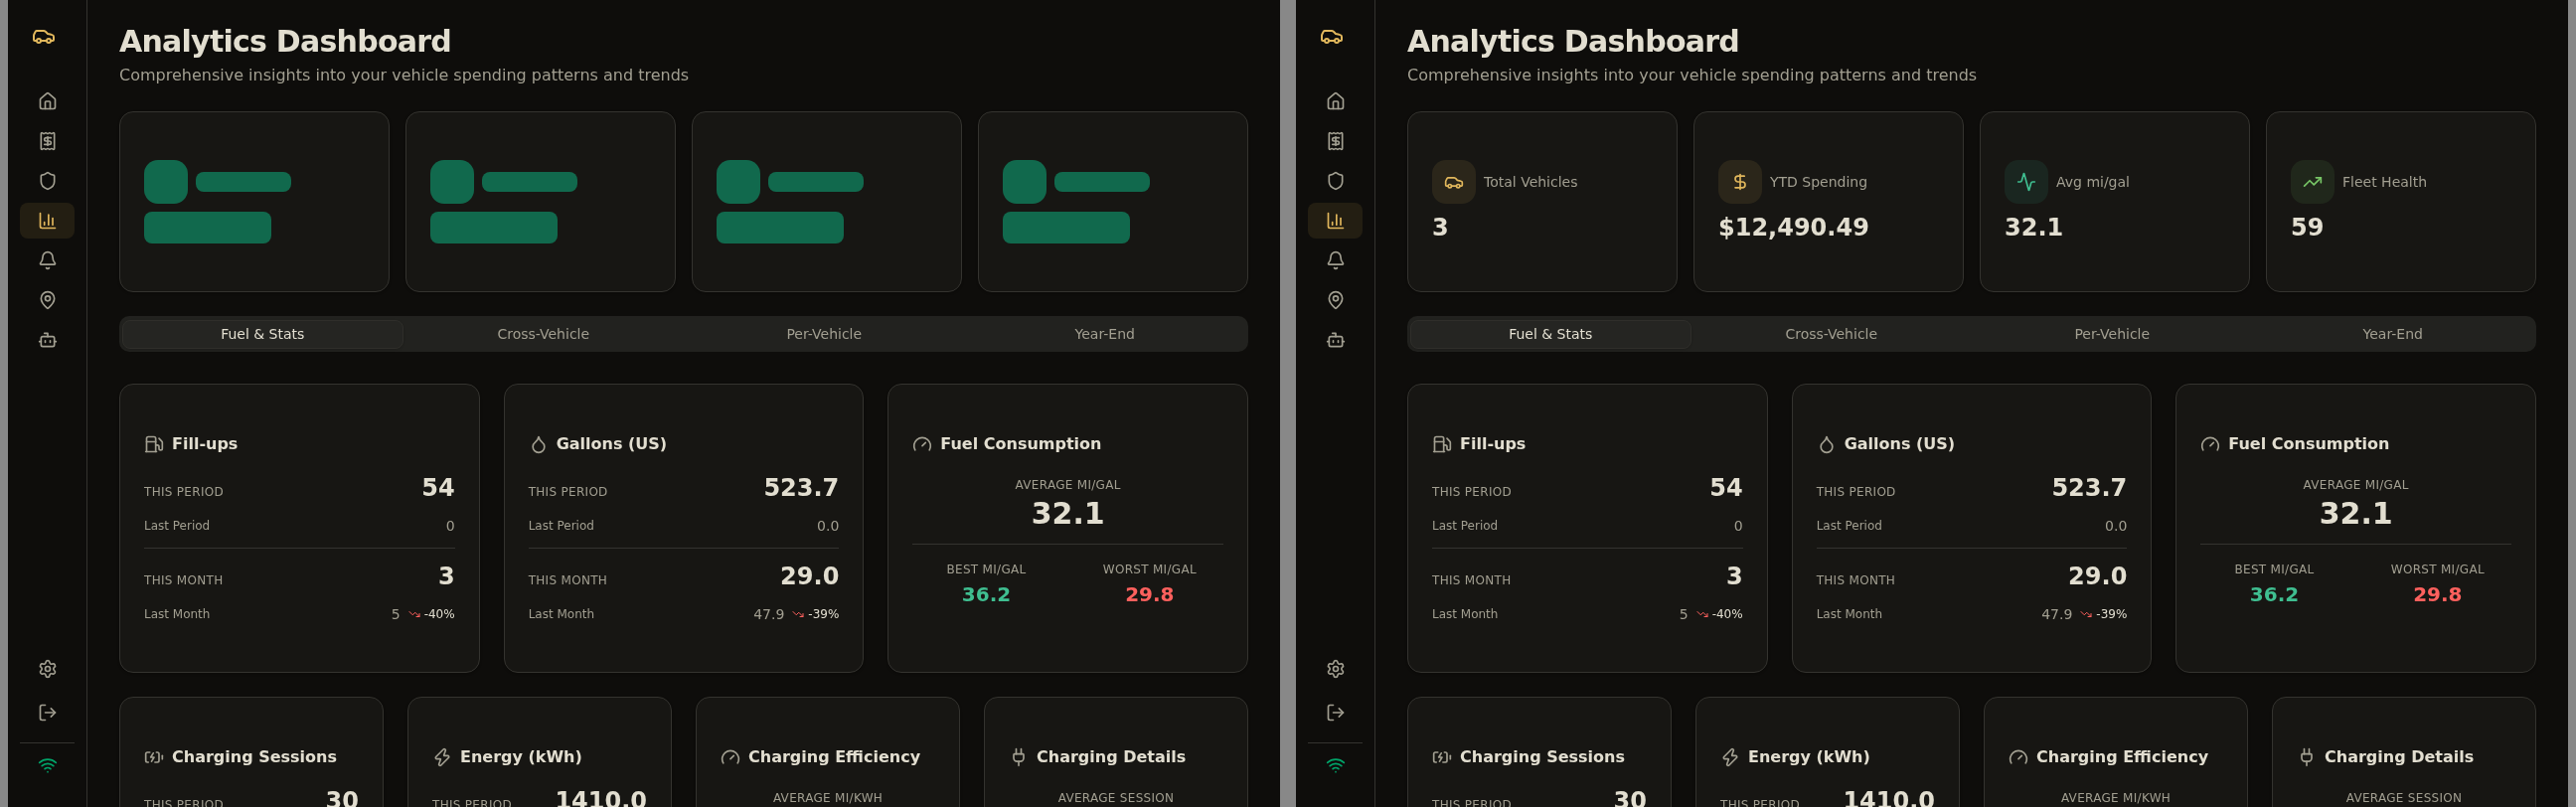 Analytics Dashboard
Comprehensive insights into your vehicle spending patterns and trends
Fuel & Stats
Cross-Vehicle
Per-Vehicle
Year-End
Fill-ups
THIS PERIOD 54
Last Period 0
THIS MONTH 3
Last Month 5 -40%
Gallons (US)
THIS PERIOD 523.7
Last Period 0.0
THIS MONTH 29.0
Last Month 47.9 -39%
Fuel Consumption
AVERAGE MI/GAL
32.1
BEST MI/GAL WORST MI/GAL
36.2 29.8
Charging Sessions
THIS PERIOD 30
Energy (kWh)
THIS PERIOD 1410.0
Charging Efficiency
AVERAGE MI/KWH
Charging Details
AVERAGE SESSION
Analytics Dashboard
Comprehensive insights into your vehicle spending patterns and trends
Total Vehicles
3
YTD Spending
$12,490.49
Avg mi/gal
32.1
Fleet Health
59
Fuel & Stats
Cross-Vehicle
Per-Vehicle
Year-End
Fill-ups
THIS PERIOD 54
Last Period 0
THIS MONTH 3
Last Month 5 -40%
Gallons (US)
THIS PERIOD 523.7
Last Period 0.0
THIS MONTH 29.0
Last Month 47.9 -39%
Fuel Consumption
AVERAGE MI/GAL
32.1
BEST MI/GAL WORST MI/GAL
36.2 29.8
Charging Sessions
THIS PERIOD 30
Energy (kWh)
THIS PERIOD 1410.0
Charging Efficiency
AVERAGE MI/KWH
Charging Details
AVERAGE SESSION